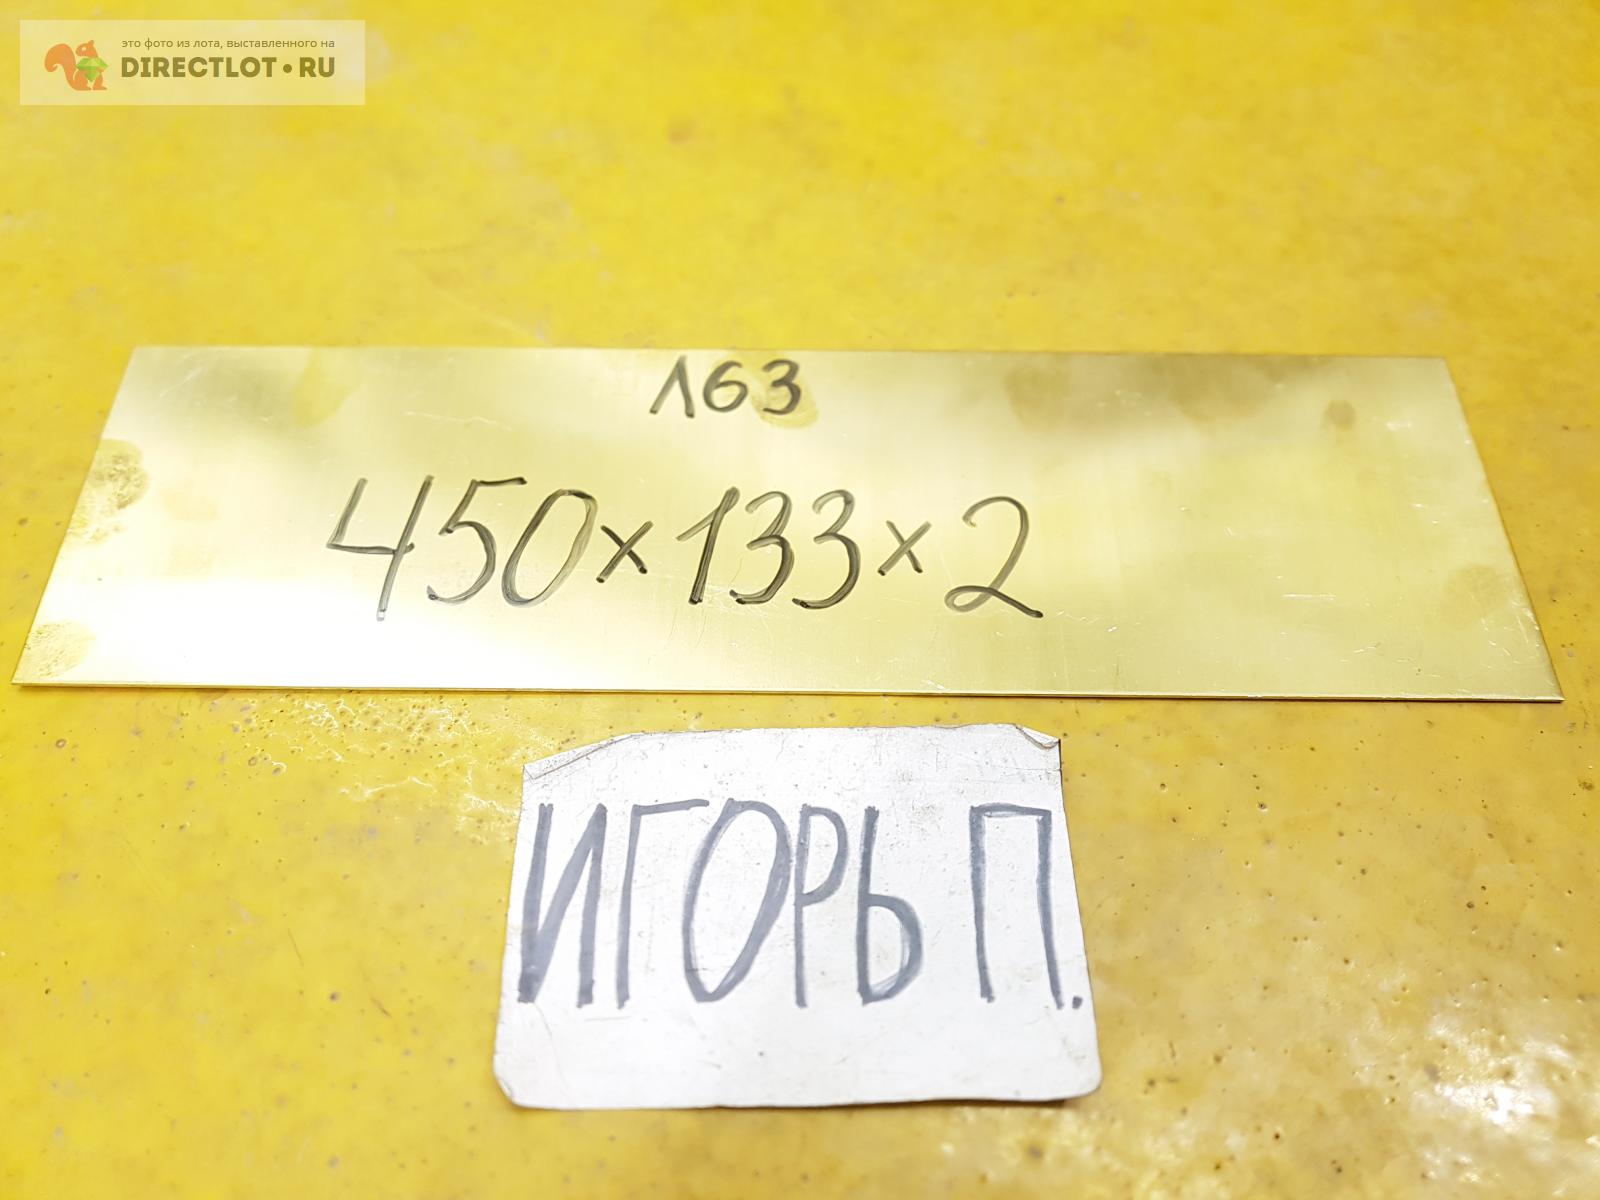 это фото из лота, выставленного на
DIRECTLOT•RU
Л63
450×133×2
ИГОРЬ П.